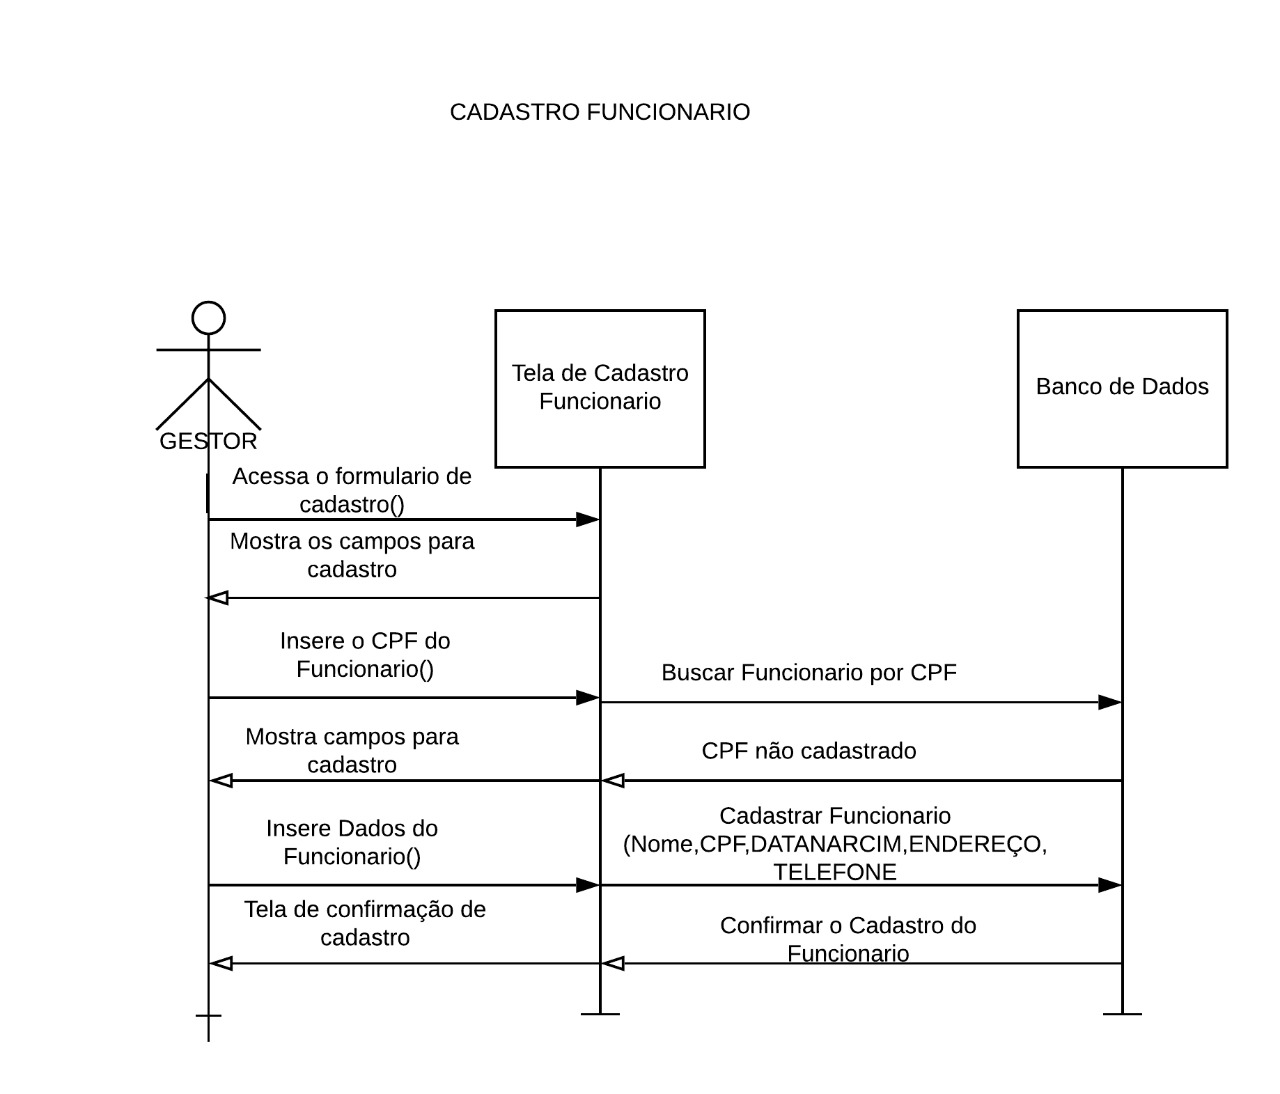 CADASTRO FUNCIONARIO
Tela de Cadastro
Funcionario
Banco de Dados
GESTOR
Acessa o formulario de
cadastro()
Mostra os campos para
cadastro
Insere o CPF do
Funcionario()
Buscar Funcionario por CPF
Mostra campos para
cadastro
CPF não cadastrado
Insere Dados do
Funcionario()
Cadastrar Funcionario
(Nome,CPF,DATANARCIM,ENDEREÇO,
TELEFONE
Tela de confirmação de
cadastro
Confirmar o Cadastro do
Funcionario